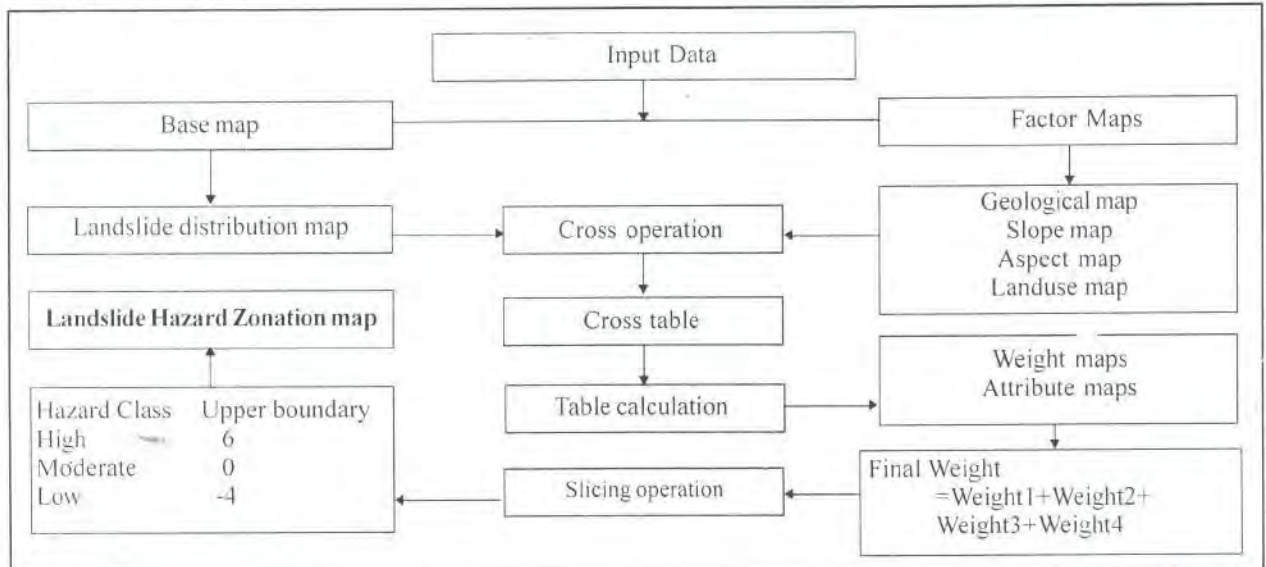 Input Data
Base map
Factor Maps
Landslide distribution map
Cross operation
Geological map
Slope map
Aspect map
Landuse map
Landslide Hazard Zonation map
Cross table
Weight maps
Attribute maps
Table calculation
Hazard Class Upper boundary
High 6
Moderate 0
Low -4
Slicing operation
Final Weight
=Weight1+Weight2+
Weight3+Weight4